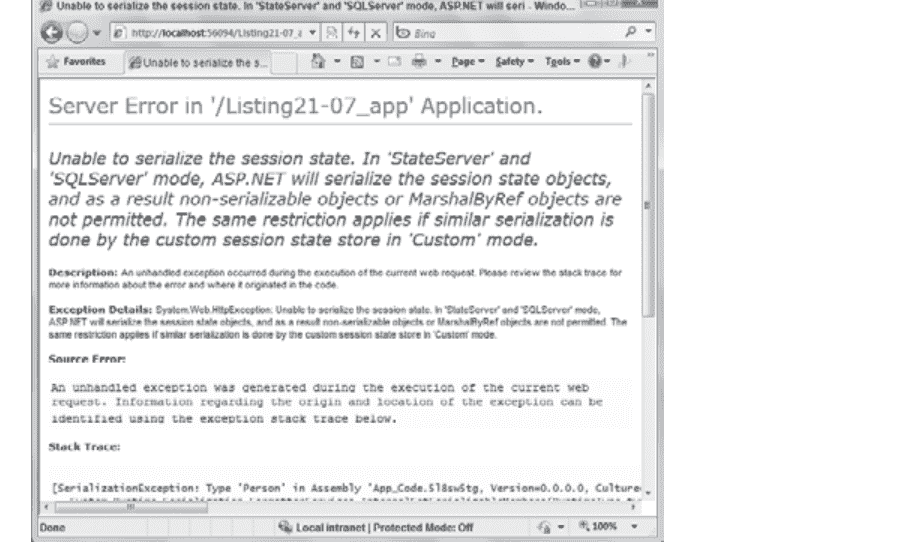 Unable to serialize the session state. In 'StateServer' and 'SQLServer' mode, ASP.NET will seri - Windo...
http://localhost:56094/Listing21-07_a
Bing
Favorites
Unable to serialize the s...
Page
Safety
Tools
Server Error in '/Listing21-07_app' Application.
Unable to serialize the session state. In 'StateServer' and
'SQLServer' mode, ASP.NET will serialize the session state objects,
and as a result non-serializable objects or MarshalByRef objects are
not permitted. The same restriction applies if similar serialization is
done by the custom session state store in 'Custom' mode.
Description: An unhandled exception occurred during the execution of the current web request. Please review the stack trace for
more information about the error and where it originated in the code.
Exception Details: System.Web.HttpException: Unable to serialize the session state. In 'StateServer' and 'SQLServer' mode,
ASP.NET will serialize the session state objects, and as a result non-serializable objects or MarshalByRef objects are not permitted. The
same restriction applies if similar serialization is done by the custom session state store in 'Custom' mode.
Source Error:
An unhandled exception was generated during the execution of the current web
request. Information regarding the origin and location of the exception can be
identified using the exception stack trace below.
Stack Trace:
[SerializationException: Type 'Person' in Assembly 'App_Code.Sl8swStg, Version=0.0.0.0, Culture
Done
Local intranet | Protected Mode: Off
100%